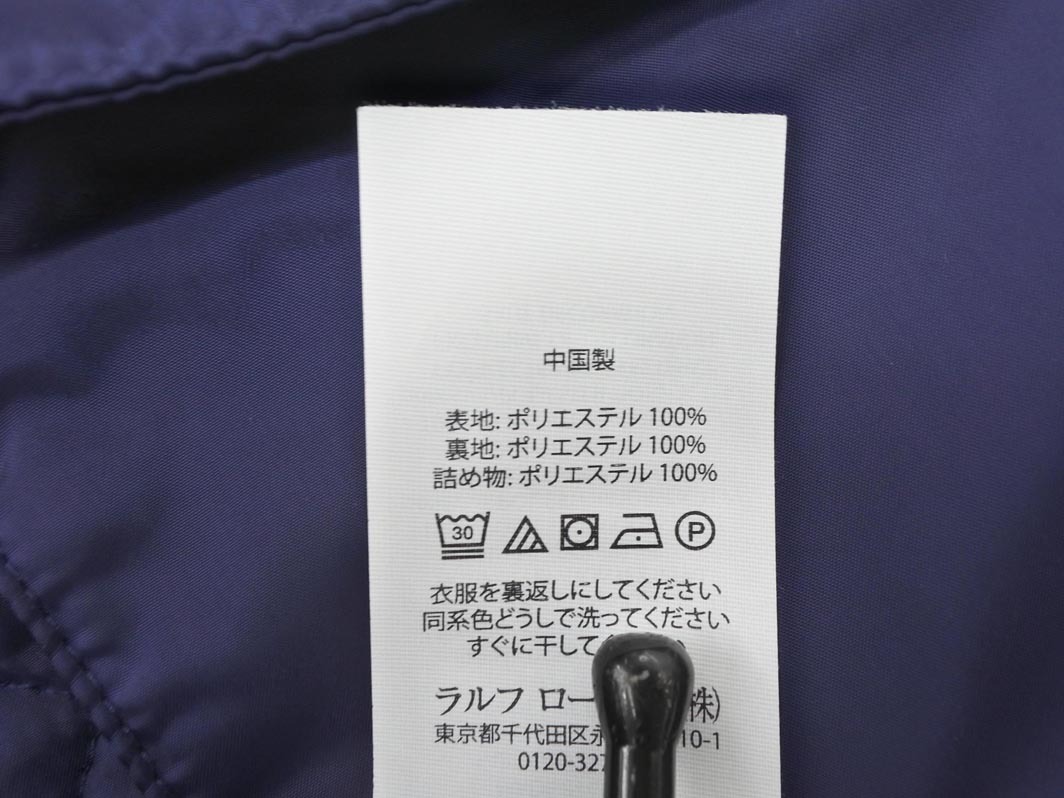 中国製
表地: ポリエステル 100%
裏地: ポリエステル 100%
詰め物: ポリエステル 100%
30
P
衣服を裏返しにしてください
同系色どうしで洗ってください
すぐに干して
ラルフ ロー 株)
東京都千代田区永 10-1
0120-327